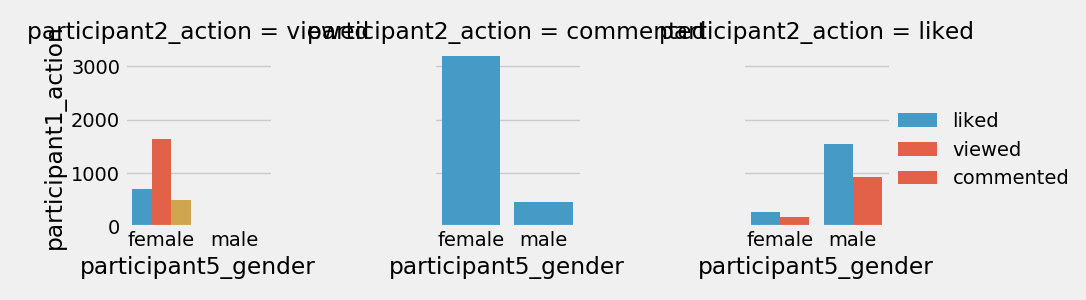 participant2_action = viewed
participant2_action = commented
participant2_action = liked
participant1_action
3000
2000
1000
0
female male
female male
female male
participant5_gender
participant5_gender
participant5_gender
liked
viewed
commented